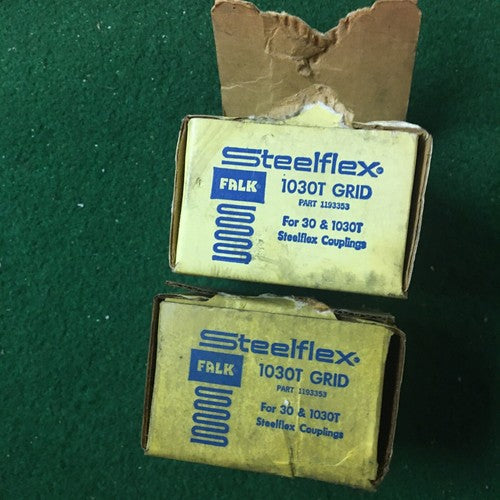 Steelflex®
FALK
1030T GRID
PART 1193353
For 30 & 1030T
Steelflex Couplings
Steelflex®
FALK
1030T GRID
PART 1193353
For 30 & 1030T
Steelflex Couplings